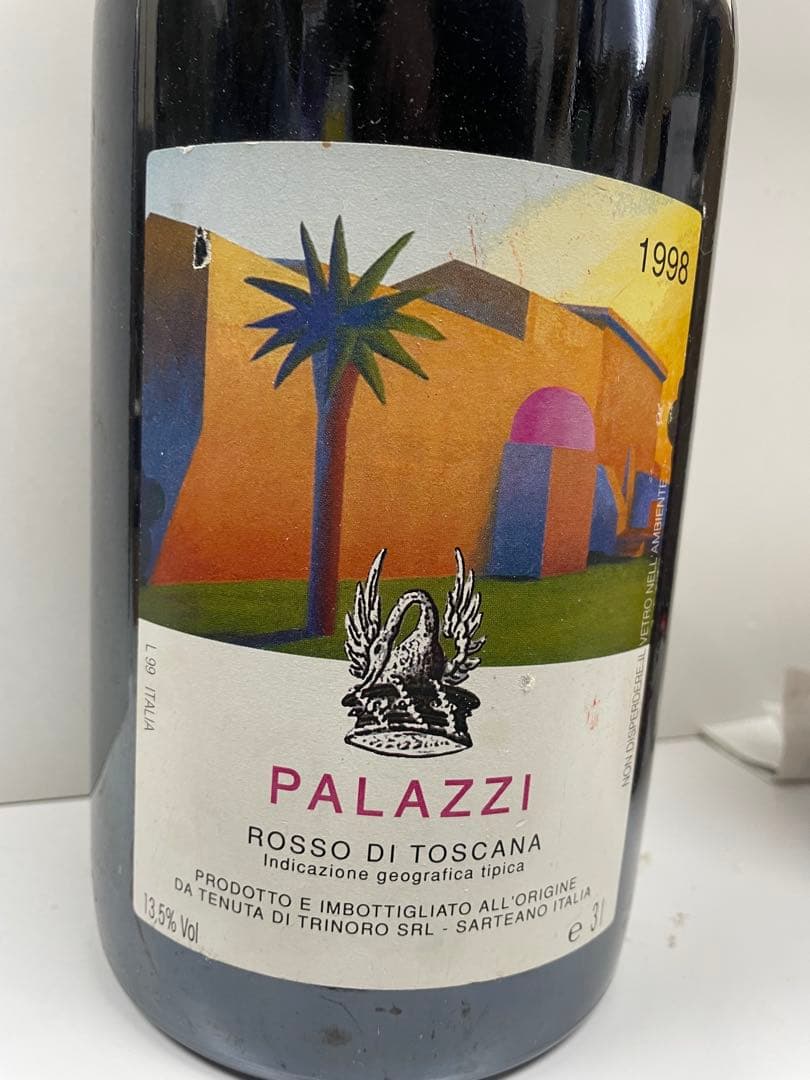 1998
PALAZZI
ROSSO DI TOSCANA
Indicazione geografica tipica
PRODOTTO E IMBOTTIGLIATO ALL'ORIGINE
DA TENUTA DI TRINORO SRL - SARTEANO ITALIA
13,5% Vol
e 3 l
L 99 ITALIA
NON DISPERDERE IL VETRO NELL'AMBIENTE